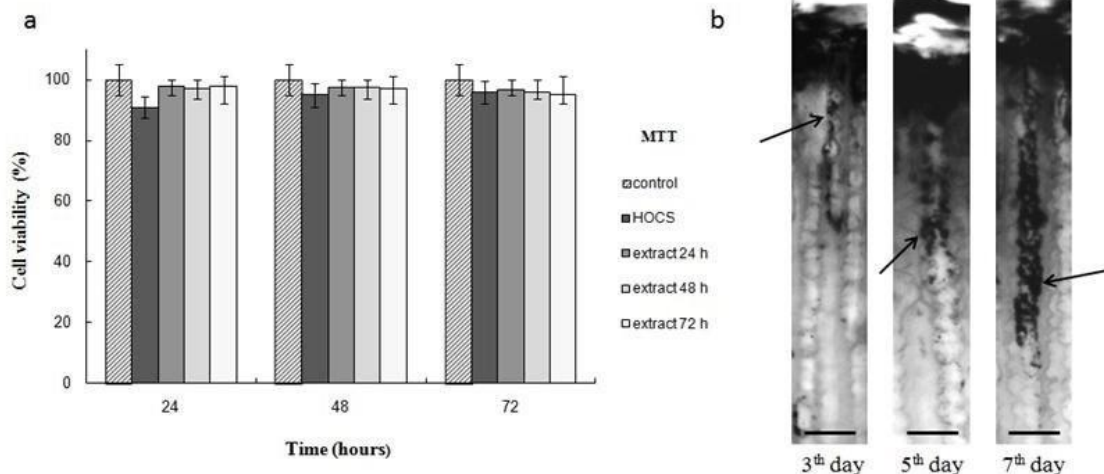 a
100
80
60
40
20
0
Cell viability (%)
24 48 72
Time (hours)
MTT
control
HOCS
extract 24 h
extract 48 h
extract 72 h
b
3th day 5th day 7th day